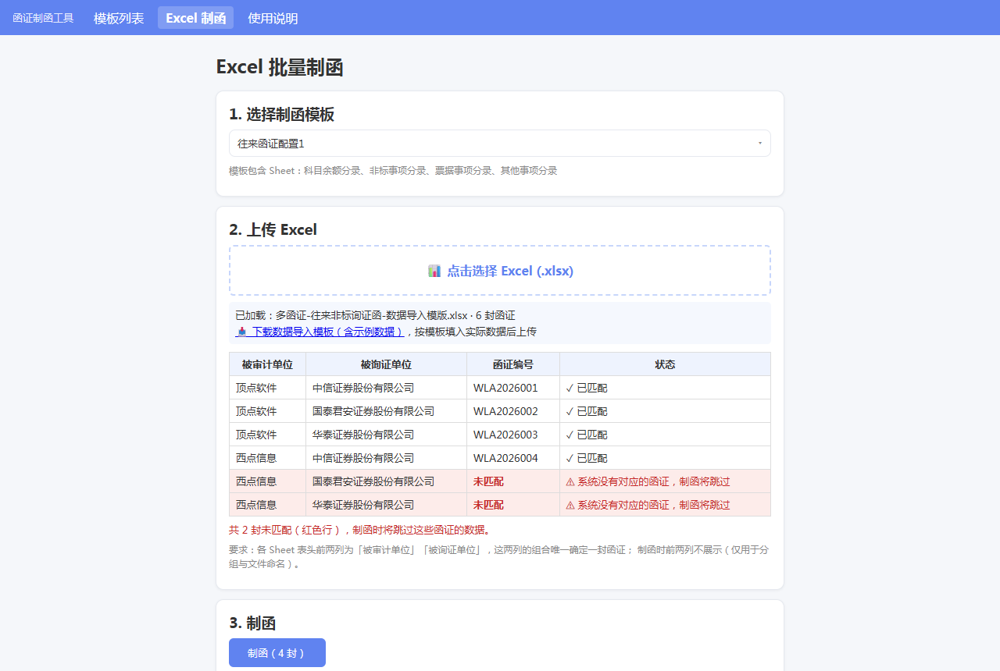 函证制函工具 模板列表 Excel 制函 使用说明
Excel 批量制函
1. 选择制函模板
往来函证配置1
模板包含 Sheet：科目余额分录、非标事项分录、票据事项分录、其他事项分录
2. 上传 Excel
点击选择 Excel (.xlsx)
已加载：多函证-往来非标询证函-数据导入模版.xlsx · 6 封函证
下载数据导入模板（含示例数据），按模板填入实际数据后上传
被审计单位 被询证单位 函证编号 状态
顶点软件 中信证券股份有限公司 WLA2026001 ✓ 已匹配
顶点软件 国泰君安证券股份有限公司 WLA2026002 ✓ 已匹配
顶点软件 华泰证券股份有限公司 WLA2026003 ✓ 已匹配
西点信息 中信证券股份有限公司 WLA2026004 ✓ 已匹配
西点信息 国泰君安证券股份有限公司 未匹配 ⚠ 系统没有对应的函证，制函将跳过
西点信息 华泰证券股份有限公司 未匹配 ⚠ 系统没有对应的函证，制函将跳过
共 2 封未匹配（红色行），制函时将跳过这些函证的数据。
要求：各 Sheet 表头前两列为「被审计单位」「被询证单位」，这两列的组合唯一确定一封函证； 制函时前两列不展示（仅用于分
组与文件命名）。
3. 制函
制函（4 封）